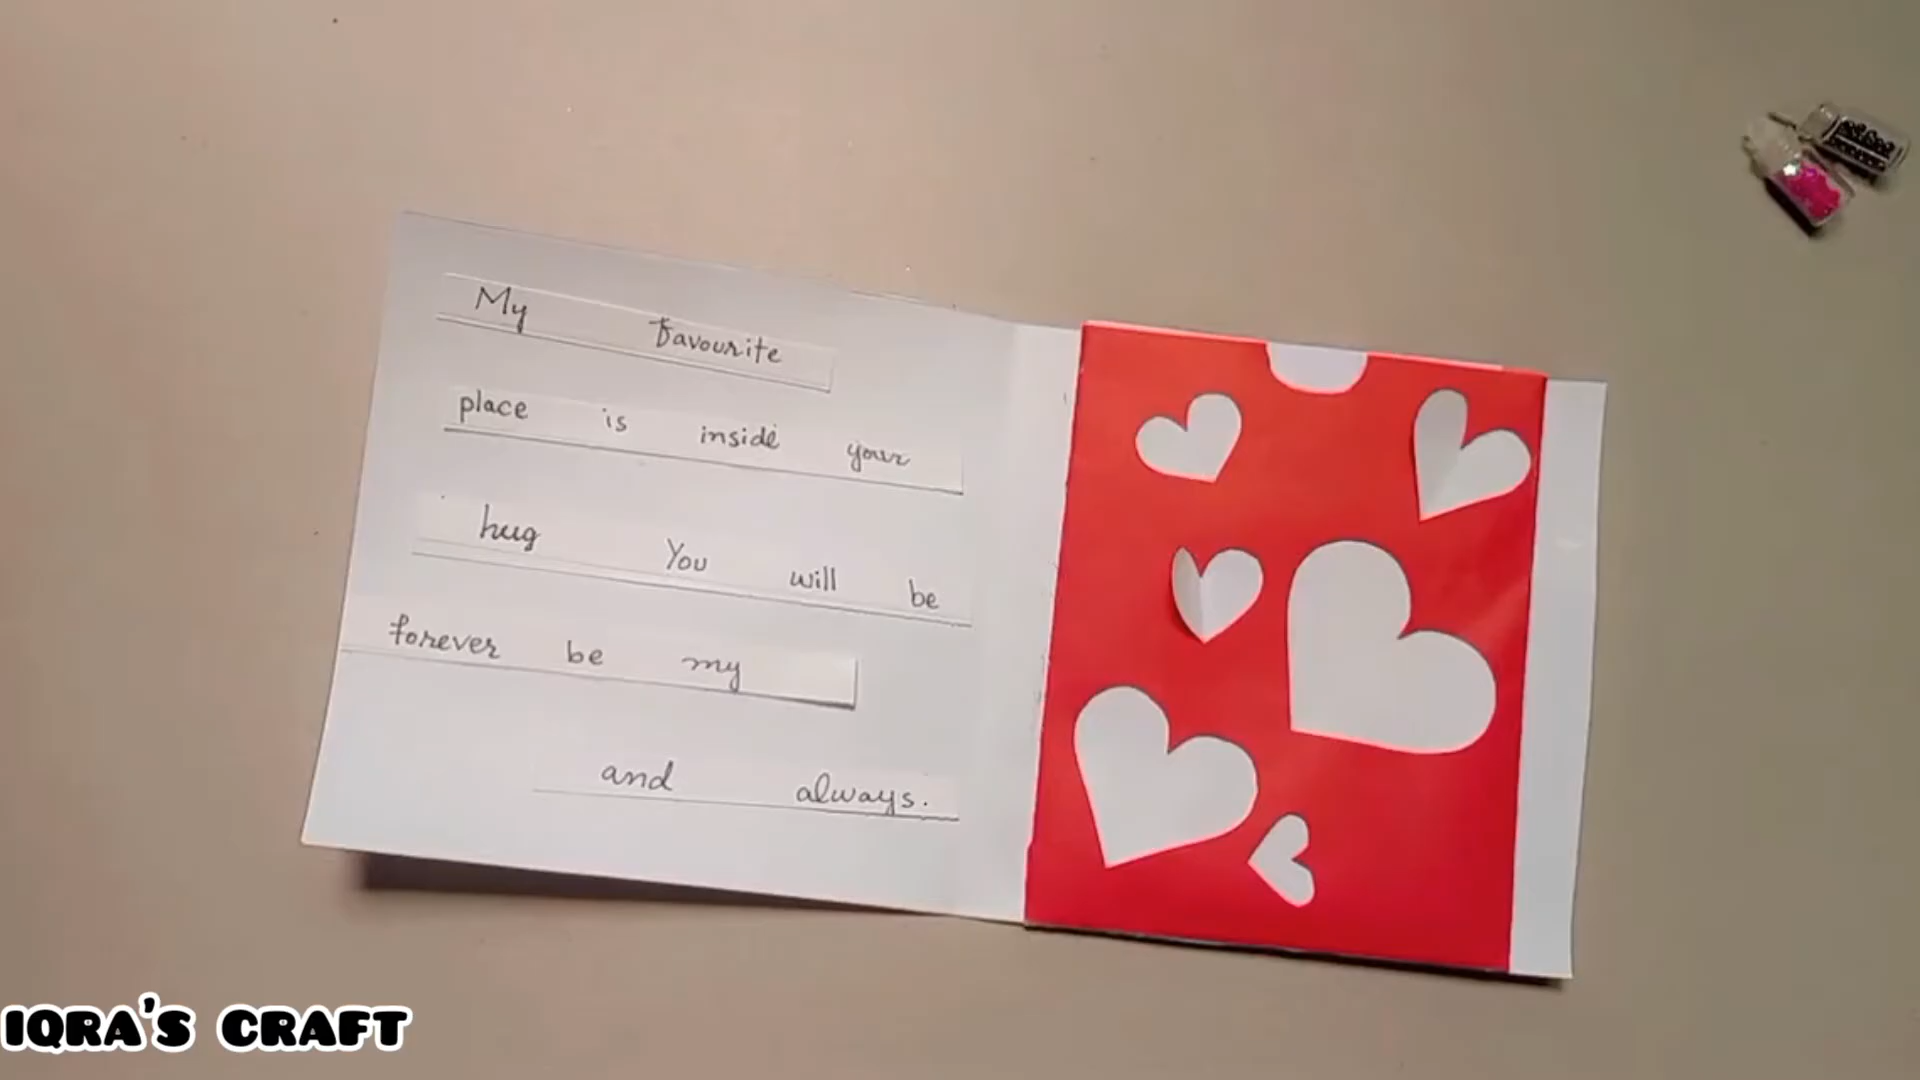 My favourite
place is inside your
hug You will be
forever be my
and always.
IQRA'S CRAFT